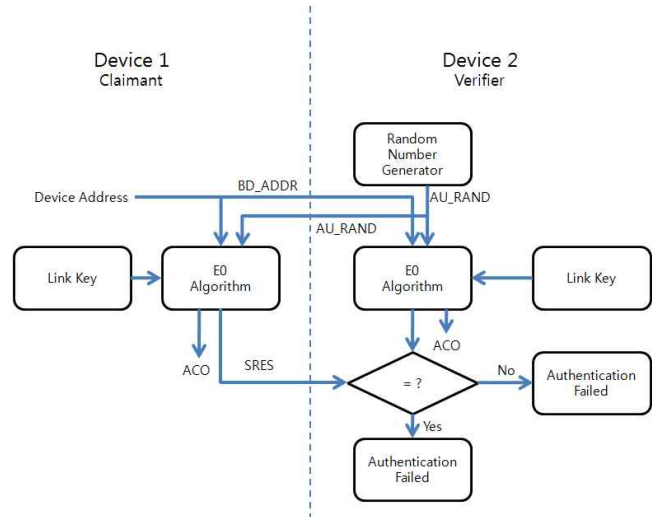 Device 1
Claimant
Device 2
Verifier
Random
Number
Generator
BD_ADDR
Device Address
AU_RAND
AU_RAND
Link Key
E0
Algorithm
E0
Algorithm
Link Key
ACO
SRES
ACO
= ?
No
Authentication
Failed
Yes
Authentication
Failed